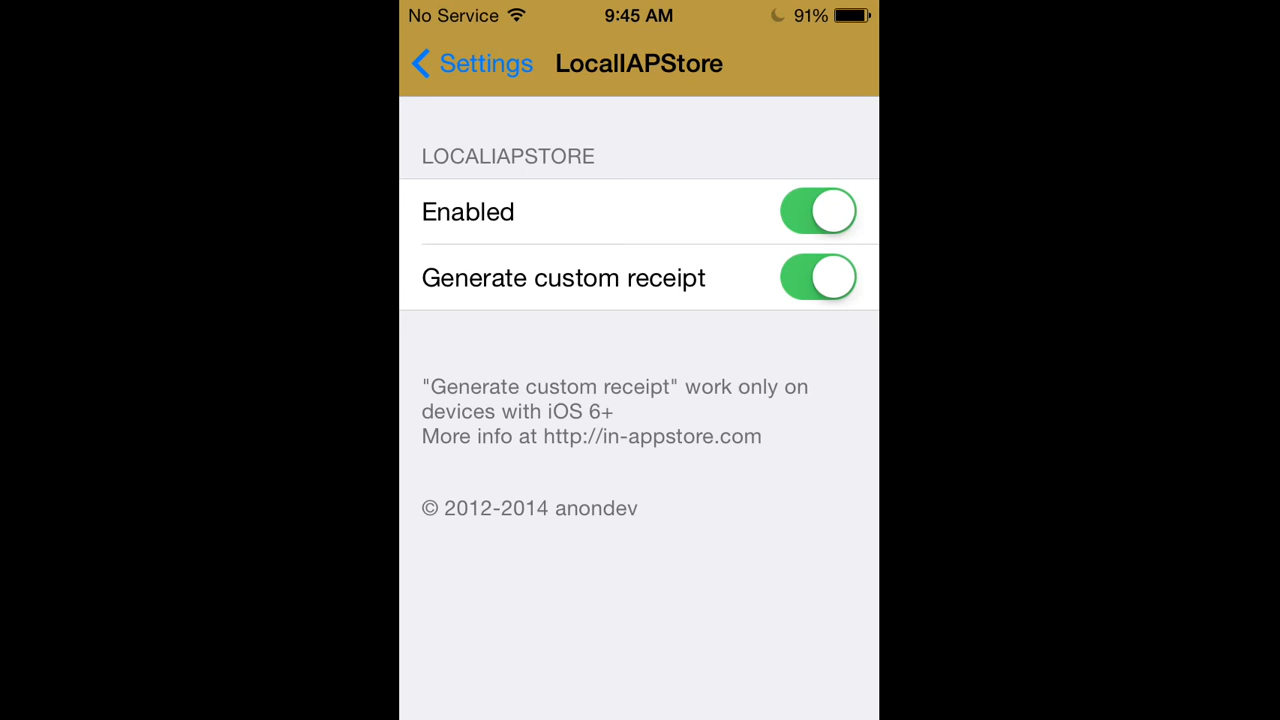 No Service 9:45 AM 91%
Settings LocalIAPStore
LOCALIAPSTORE
Enabled
Generate custom receipt
"Generate custom receipt" work only on
devices with iOS 6+
More info at http://in-appstore.com
© 2012-2014 anondev